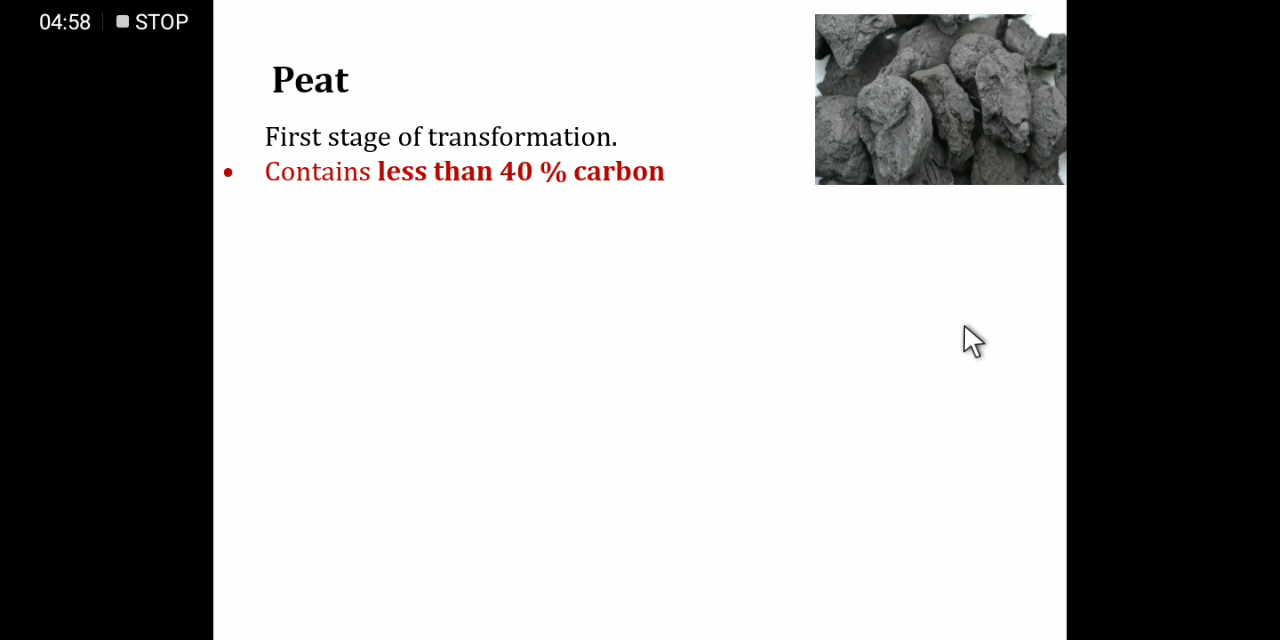 04:58 STOP
Peat
First stage of transformation.
• Contains less than 40 % carbon